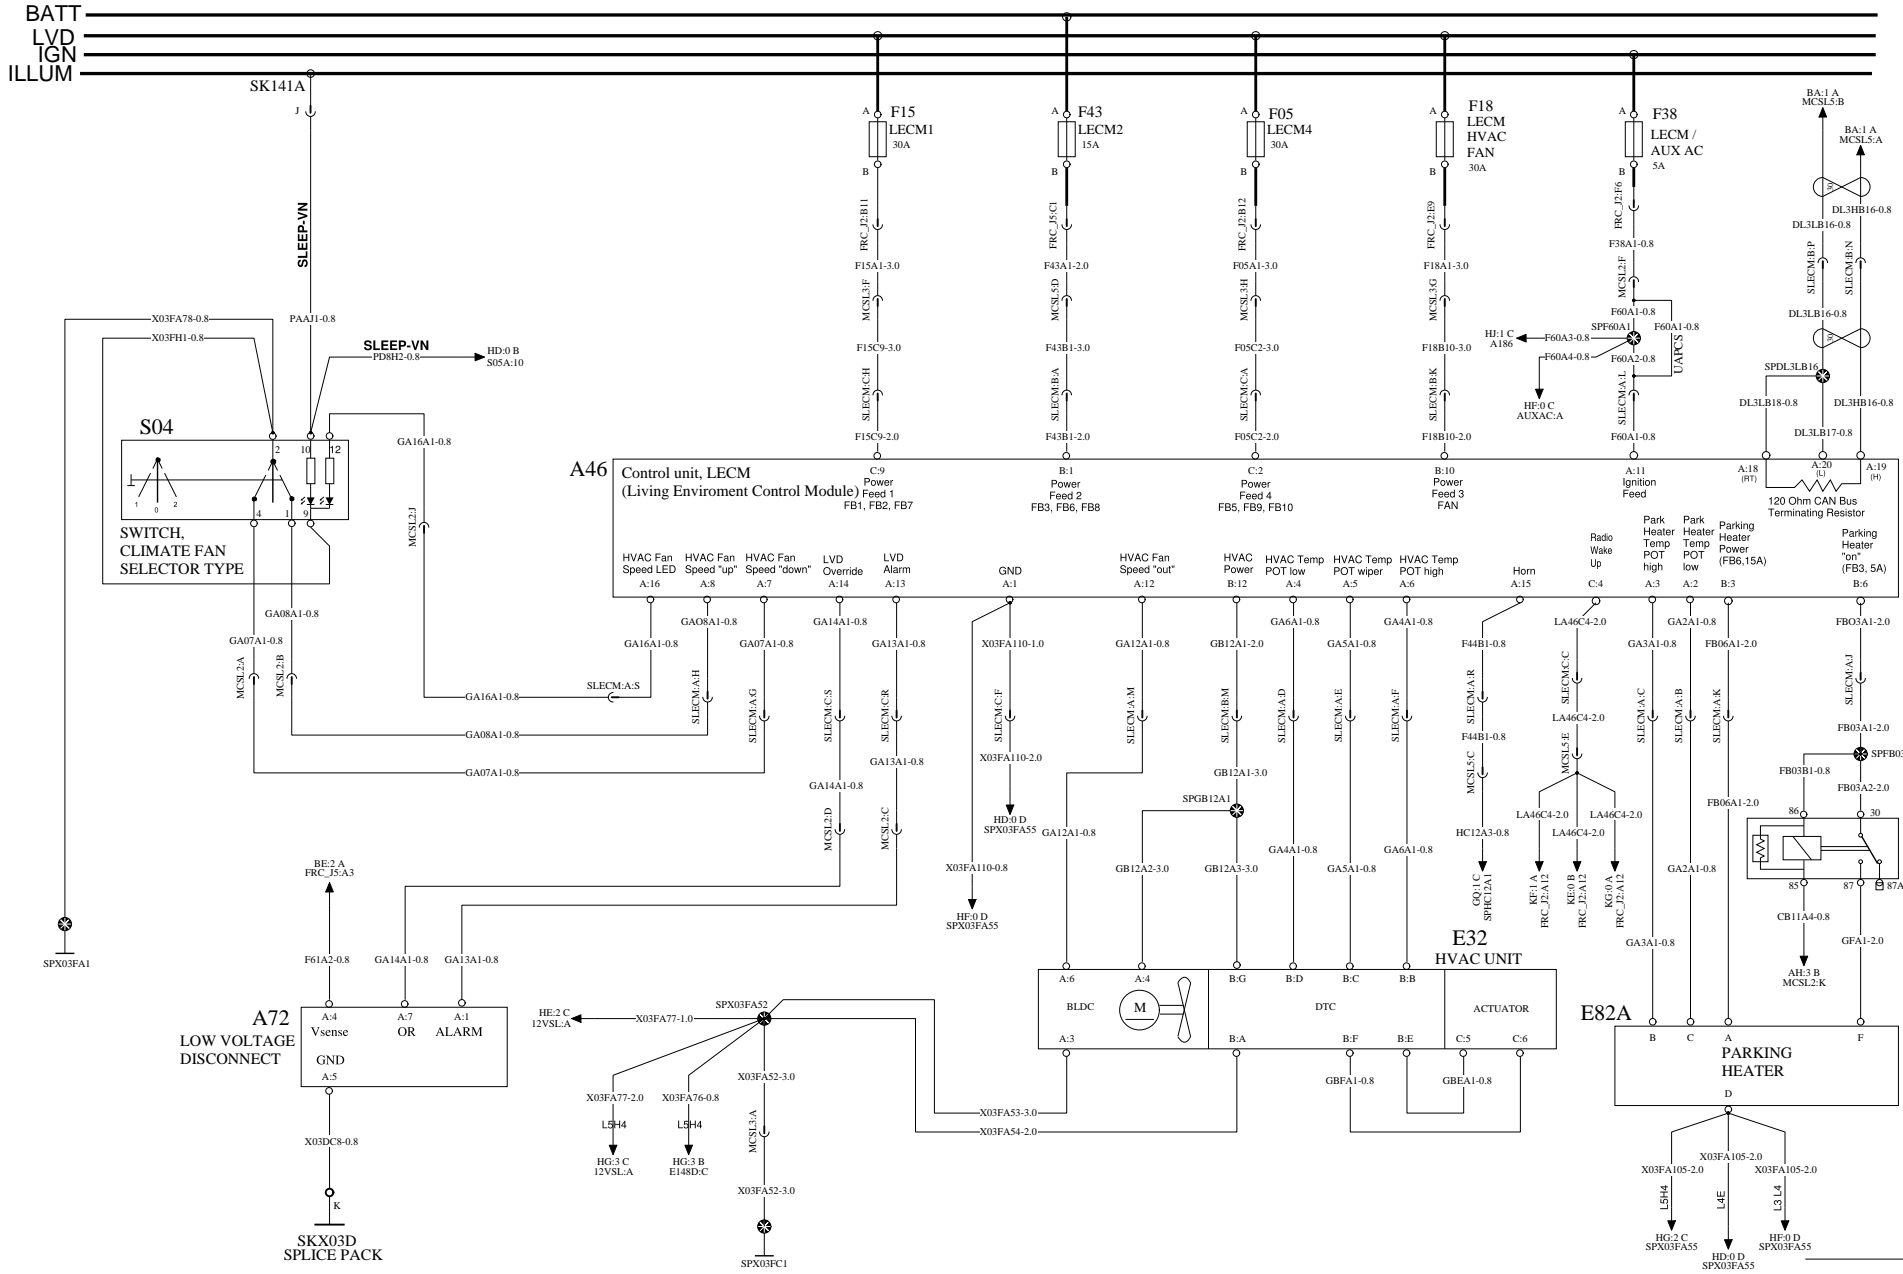 BATT
LVD
IGN
ILLUM
SK141A
J
SLEEP-VN
PAAJ1-0.8
X03FA78-0.8
X03FH1-0.8
SLEEP-VN
PD8H2-0.8
HD:0 B
S05A:10
A F15
LECM1
30A
B
FRC_J2:B11
F15A1-3.0
MCSL3:F
F15C9-3.0
SLECM:C:H
F15C9-2.0
A F43
LECM2
15A
B
FRC_J5:C1
F43A1-2.0
MCSL5:D
F43B1-3.0
SLECM:B:A
F43B1-2.0
A F05
LECM4
30A
B
FRC_J2:B12
F05A1-3.0
MCSL3:H
F05C2-3.0
SLECM:C:A
F05C2-2.0
A F18
LECM
HVAC
FAN
30A
B
FRC_J2:E9
F18A1-3.0
MCSL3:G
F18B10-3.0
SLECM:B:K
F18B10-2.0
A F38
LECM /
AUX AC
5A
B
FRC_J2:F6
F38A1-0.8
MCSL2:F
F60A1-0.8
SPF60A1
F60A1-0.8
UAPCS
HJ:1 C
A186
F60A3-0.8
F60A4-0.8
F60A2-0.8
HF:0 C
AUXAC:A
SLECM:A:L
F60A1-0.8
BA:1 A
MCSL5:B
BA:1 A
MCSL5:A
30
DL3HB16-0.8
DL3LB16-0.8
SLECM:B:P
SLECM:B:N
DL3LB16-0.8
30
SPDL3LB16
DL3LB18-0.8
DL3HB16-0.8
DL3LB17-0.8
S04
2 10 12
1 0 2
4 1 9
SWITCH,
CLIMATE FAN
SELECTOR TYPE
GA16A1-0.8
MCSL2:J
GA08A1-0.8
GA07A1-0.8
MCSL2:A
MCSL2:B
GA16A1-0.8
SLECM:A:S
GA08A1-0.8
GA07A1-0.8
A46
Control unit, LECM
(Living Enviroment Control Module)
C:9
Power
Feed 1
FB1, FB2, FB7
B:1
Power
Feed 2
FB3, FB6, FB8
C:2
Power
Feed 4
FB5, FB9, FB10
B:10
Power
Feed 3
FAN
A:11
Ignition
Feed
A:18
(RT)
A:20
(L)
A:19
(H)
120 Ohm CAN Bus
Terminating Resistor
HVAC Fan
Speed LED
A:16
HVAC Fan
Speed "up"
A:8
HVAC Fan
Speed "down"
A:7
LVD
Override
A:14
LVD
Alarm
A:13
GND
A:1
HVAC Fan
Speed "out"
A:12
HVAC
Power
B:12
HVAC Temp
POT low
A:4
HVAC Temp
POT wiper
A:5
HVAC Temp
POT high
A:6
Horn
A:15
Radio
Wake
Up
C:4
Park
Heater
Temp
POT
high
A:3
Park
Heater
Temp
POT
low
A:2
Parking
Heater
Power
(FB6,15A)
B:3
Parking
Heater
"on"
(FB3, 5A)
B:6
GA16A1-0.8
GAO8A1-0.8
SLECM:A:H
GA07A1-0.8
SLECM:A:G
GA14A1-0.8
SLECM:C:S
GA14A1-0.8
MCSL2:D
GA13A1-0.8
SLECM:C:R
GA13A1-0.8
MCSL2:C
X03FA110-1.0
SLECM:C:F
X03FA110-2.0
HD:0 D
SPX03FA55
X03FA110-0.8
HF:0 D
SPX03FA55
GA12A1-0.8
SLECM:A:M
GA12A1-0.8
GB12A1-2.0
SLECM:B:M
GB12A1-3.0
SPGB12A1
GB12A2-3.0
GB12A3-3.0
GA6A1-0.8
SLECM:A:D
GA4A1-0.8
GA5A1-0.8
SLECM:A:E
GA5A1-0.8
GA4A1-0.8
SLECM:A:F
GA6A1-0.8
F44B1-0.8
SLECM:A:R
F44B1-0.8
MCSL5:C
HC12A3-0.8
GQ:1 C
SPHC12A1
LA46C4-2.0
SLECM:C:C
LA46C4-2.0
MCSL5:E
LA46C4-2.0
LA46C4-2.0
LA46C4-2.0
KF:1 A
FRC_J2:A12
KE:0 B
FRC_J2:A12
KG:0 A
FRC_J2:A12
GA3A1-0.8
SLECM:A:C
GA3A1-0.8
GA2A1-0.8
SLECM:A:B
GA2A1-0.8
FB06A1-2.0
SLECM:A:K
FB06A1-2.0
FBO3A1-2.0
SLECM:A:J
FB03A1-2.0
SPFB03
FB03B1-0.8
FB03A2-2.0
86 30
85 87 87A
CB11A4-0.8
AH:3 B
MCSL2:K
GFA1-2.0
SPX03FA1
BE:2 A
FRC_J5:A3
F61A2-0.8
GA14A1-0.8
GA13A1-0.8
A72
LOW VOLTAGE
DISCONNECT
A:4 A:7 A:1
Vsense OR ALARM
GND
A:5
X03DC8-0.8
K
SKX03D
SPLICE PACK
HE:2 C
12VSL:A
X03FA77-1.0
SPX03FA52
X03FA77-2.0
L5H4
HG:3 C
12VSL:A
X03FA76-0.8
L5H4
HG:3 B
E148D:C
X03FA52-3.0
MCSL3:A
X03FA52-3.0
SPX03FC1
X03FA53-3.0
X03FA54-2.0
E32
HVAC UNIT
A:6 A:4 B:G B:D B:C B:B
BLDC M DTC ACTUATOR
A:3 B:A B:F B:E C:5 C:6
GBFA1-0.8
GBEA1-0.8
E82A
B C A F
PARKING
HEATER
D
X03FA105-2.0
X03FA105-2.0
X03FA105-2.0
L5H4
L4E
L3 L4
HG:2 C
SPX03FA55
HD:0 D
SPX03FA55
HF:0 D
SPX03FA55